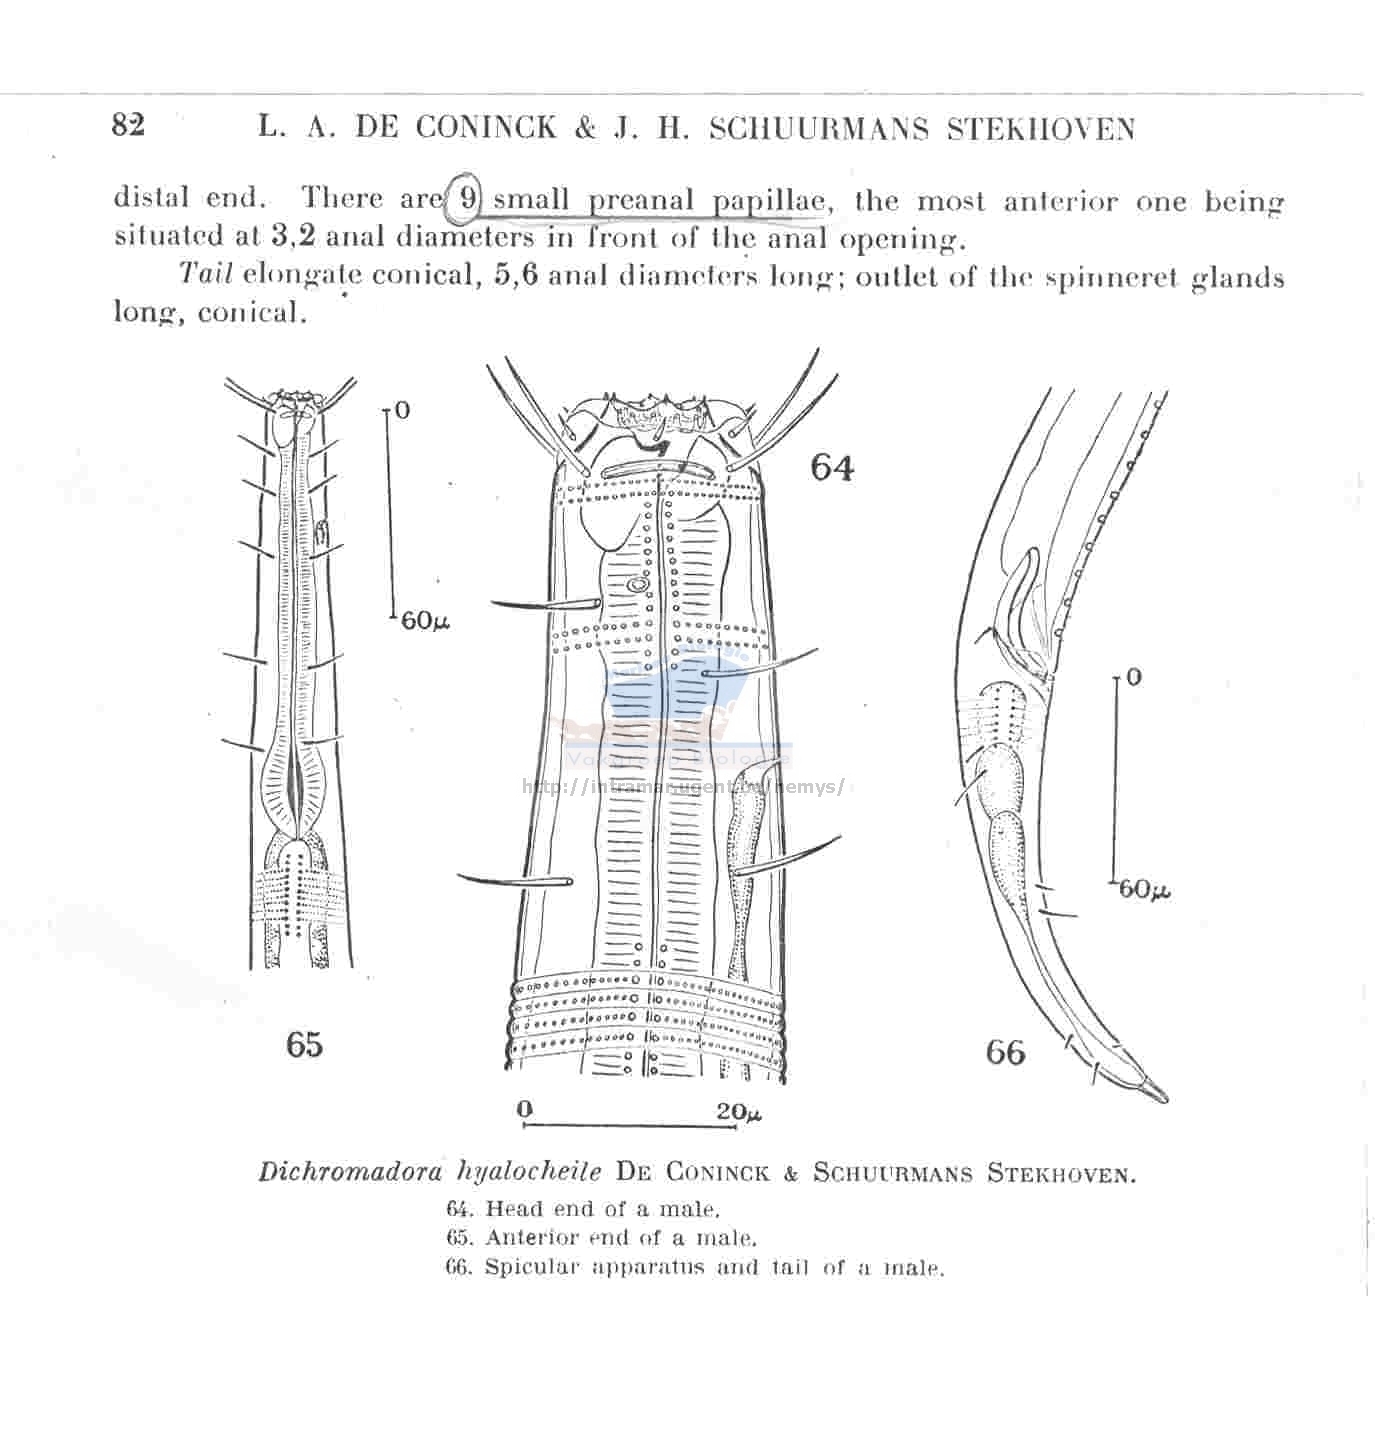 82 L. A. DE CONINCK & J. H. SCHUURMANS STEKHOVEN
distal end. There are 9 small preanal papillae, the most anterior one being
situated at 3,2 anal diameters in front of the anal opening.
Tail elongate conical, 5,6 anal diameters long; outlet of the spinneret glands
long, conical.
0
60µ
64
0
60µ
Vakgroep Biologie
http://intramar.ugent.be/nemys/
65
66
0
20µ
Dichromadora hyalocheile DE CONINCK & SCHUURMANS STEKHOVEN.
64. Head end of a male.
65. Anterior end of a male.
66. Spicular apparatus and tail of a male.